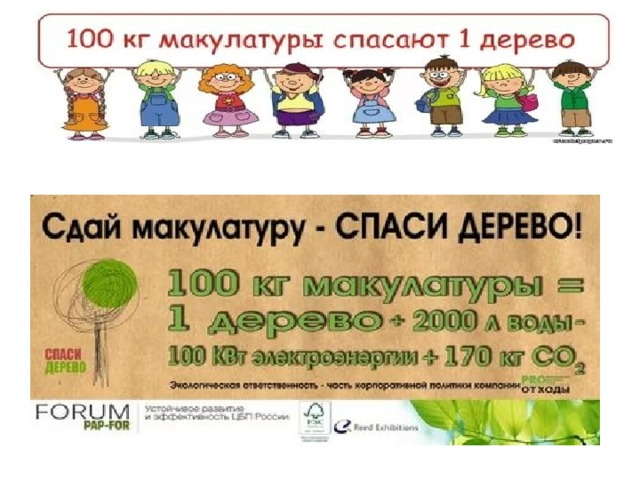 100 кг макулатуры спасают 1 дерево
Сдай макулатуру - СПАСИ ДЕРЕВО!
100 кг макулатуры =
1 дерево + 2000 л воды -
100 КВт электроэнергии + 170 кг CO2
СПАСИ
ДЕРЕВО
Экологическая ответственность - часть корпоративной политики компании PRO ОТХОДЫ
FORUM
PAP-FOR
Устойчивое развитие
и эффективность ЦБП России
FSC
Reed Exhibitions